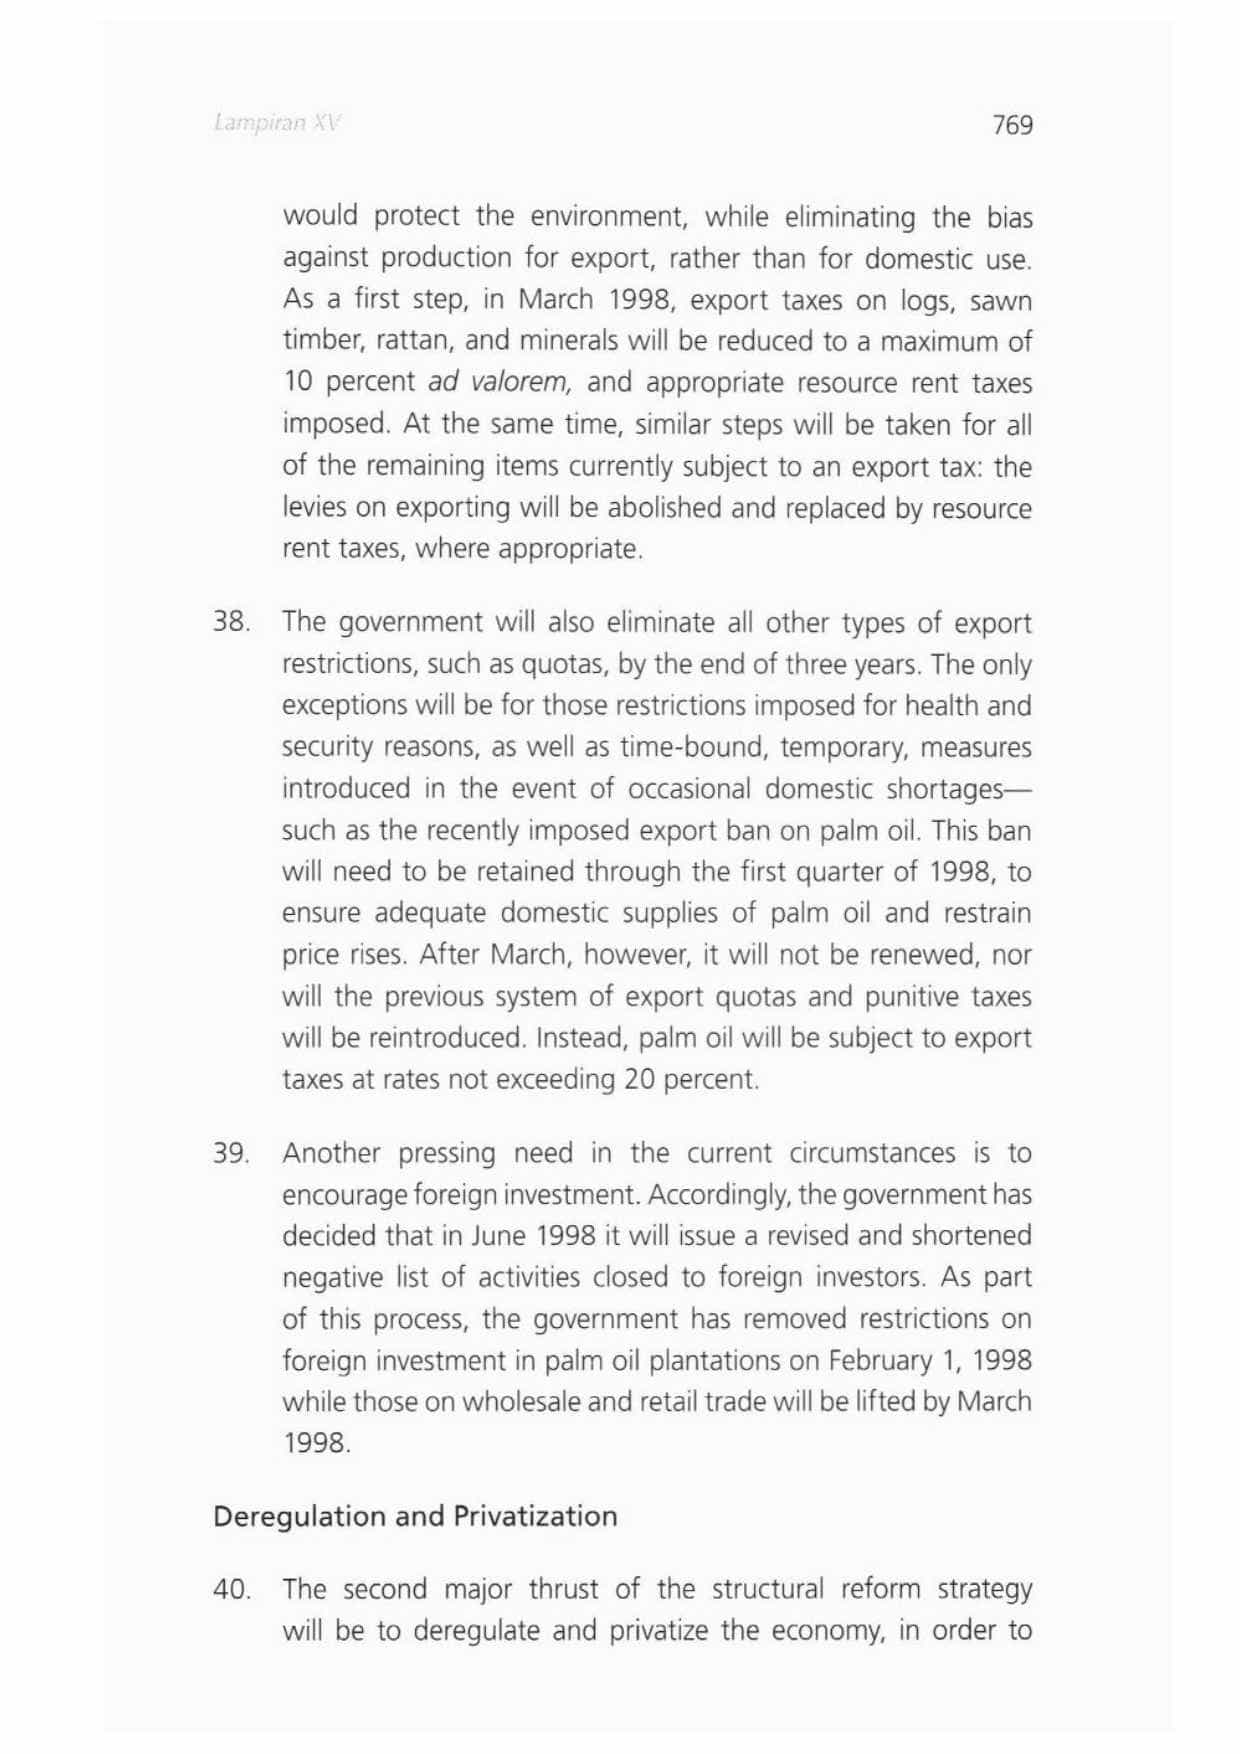 Lampiran XV
769
would protect the environment, while eliminating the bias
against production for export, rather than for domestic use.
As a first step, in March 1998, export taxes on logs, sawn
timber, rattan, and minerals will be reduced to a maximum of
10 percent ad valorem, and appropriate resource rent taxes
imposed. At the same time, similar steps will be taken for all
of the remaining items currently subject to an export tax: the
levies on exporting will be abolished and replaced by resource
rent taxes, where appropriate.
38. The government will also eliminate all other types of export
restrictions, such as quotas, by the end of three years. The only
exceptions will be for those restrictions imposed for health and
security reasons, as well as time-bound, temporary, measures
introduced in the event of occasional domestic shortages—
such as the recently imposed export ban on palm oil. This ban
will need to be retained through the first quarter of 1998, to
ensure adequate domestic supplies of palm oil and restrain
price rises. After March, however, it will not be renewed, nor
will the previous system of export quotas and punitive taxes
will be reintroduced. Instead, palm oil will be subject to export
taxes at rates not exceeding 20 percent.
39. Another pressing need in the current circumstances is to
encourage foreign investment. Accordingly, the government has
decided that in June 1998 it will issue a revised and shortened
negative list of activities closed to foreign investors. As part
of this process, the government has removed restrictions on
foreign investment in palm oil plantations on February 1, 1998
while those on wholesale and retail trade will be lifted by March
1998.
Deregulation and Privatization
40. The second major thrust of the structural reform strategy
will be to deregulate and privatize the economy, in order to